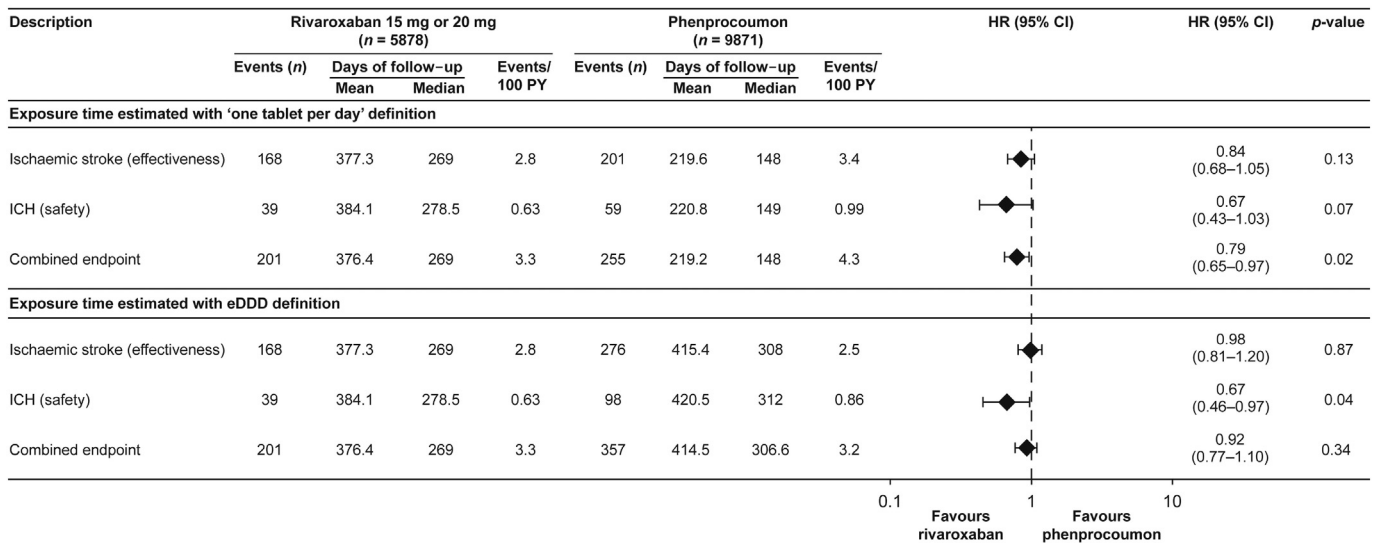 Description Rivaroxaban 15 mg or 20 mg Phenprocoumon HR (95% CI) HR (95% CI) p-value
(n = 5878) (n = 9871)
Events (n) Days of follow−up Events/ Events (n) Days of follow−up Events/
Mean Median 100 PY Mean Median 100 PY
Exposure time estimated with ‘one tablet per day’ definition
Ischaemic stroke (effectiveness) 168 377.3 269 2.8 201 219.6 148 3.4 0.84 0.13
(0.68–1.05)
ICH (safety) 39 384.1 278.5 0.63 59 220.8 149 0.99 0.67 0.07
(0.43–1.03)
Combined endpoint 201 376.4 269 3.3 255 219.2 148 4.3 0.79 0.02
(0.65–0.97)
Exposure time estimated with eDDD definition
Ischaemic stroke (effectiveness) 168 377.3 269 2.8 276 415.4 308 2.5 0.98 0.87
(0.81–1.20)
ICH (safety) 39 384.1 278.5 0.63 98 420.5 312 0.86 0.67 0.04
(0.46–0.97)
Combined endpoint 201 376.4 269 3.3 357 414.5 306.6 3.2 0.92 0.34
(0.77–1.10)
0.1 1 10
Favours Favours
rivaroxaban phenprocoumon